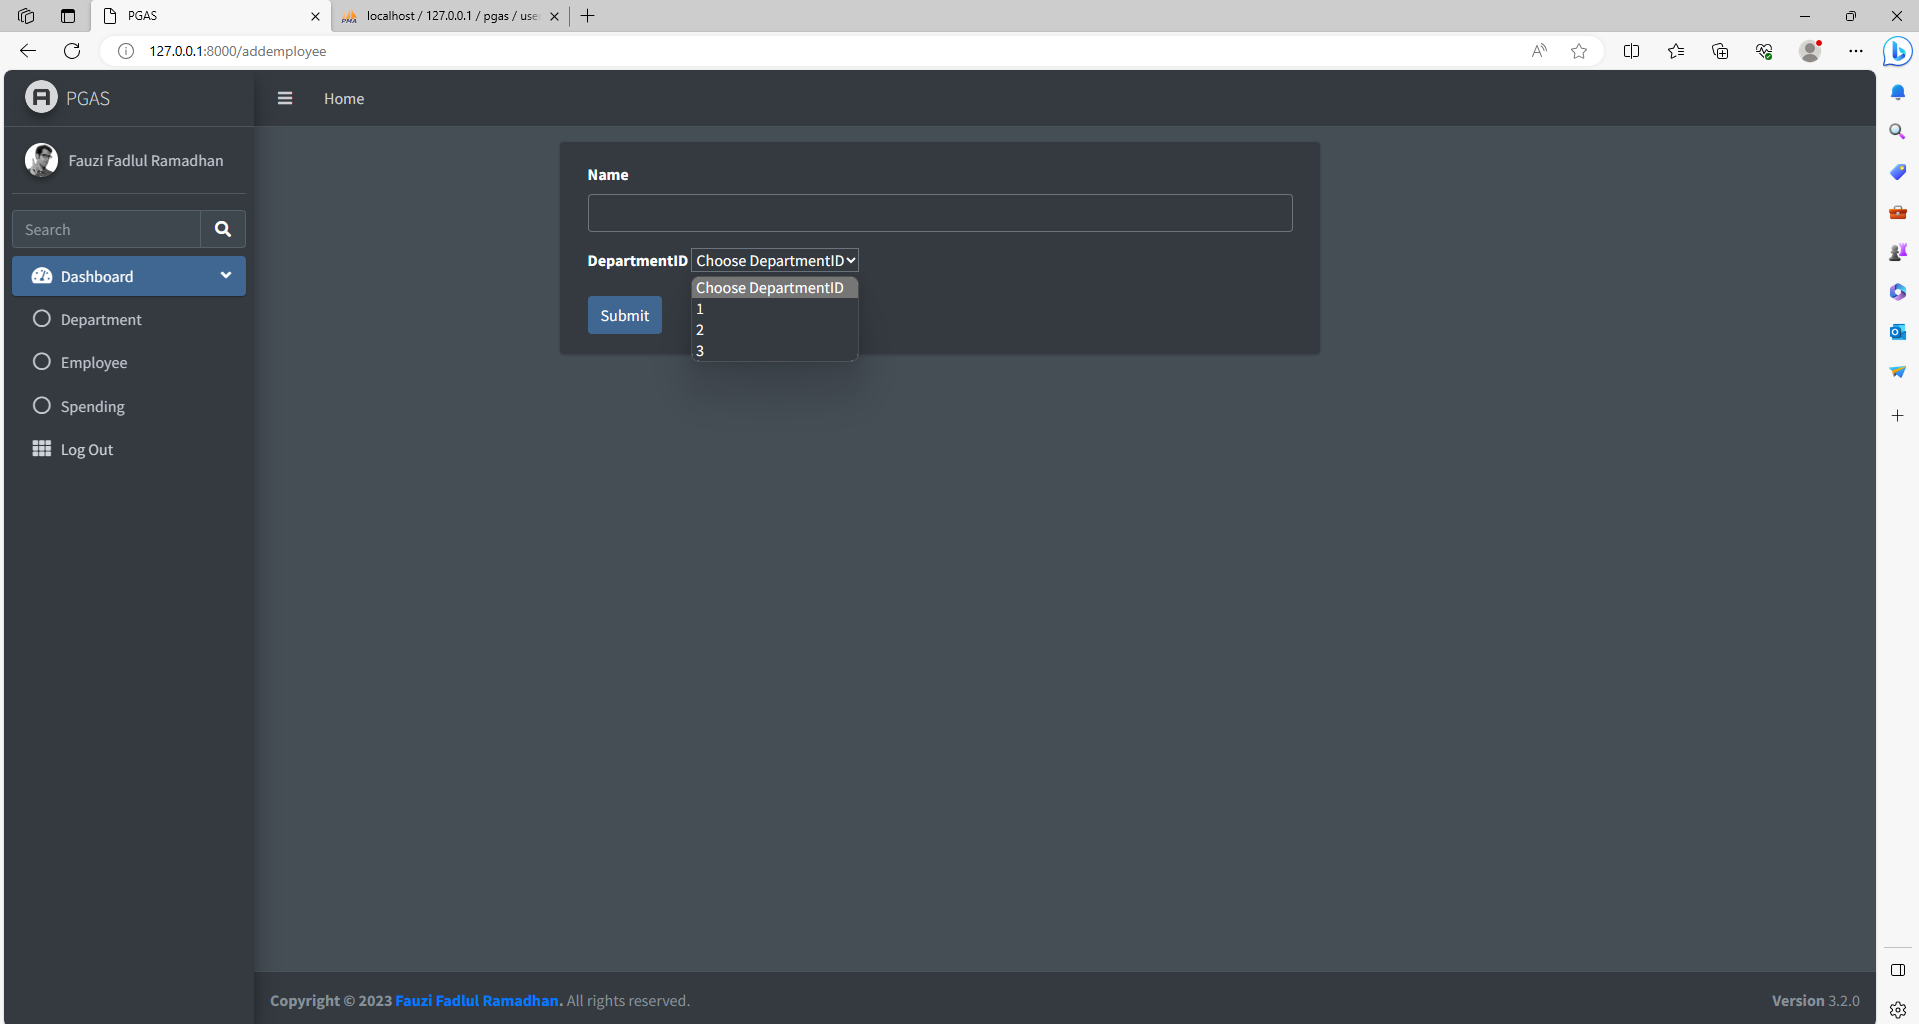 PGAS
localhost / 127.0.0.1 / pgas / use
127.0.0.1:8000/addemployee
PGAS
Home
Fauzi Fadlul Ramadhan
Search
Dashboard
Department
Employee
Spending
Log Out
Name
DepartmentID Choose DepartmentID
Choose DepartmentID
1
2
3
Submit
Copyright © 2023 Fauzi Fadlul Ramadhan. All rights reserved.
Version 3.2.0